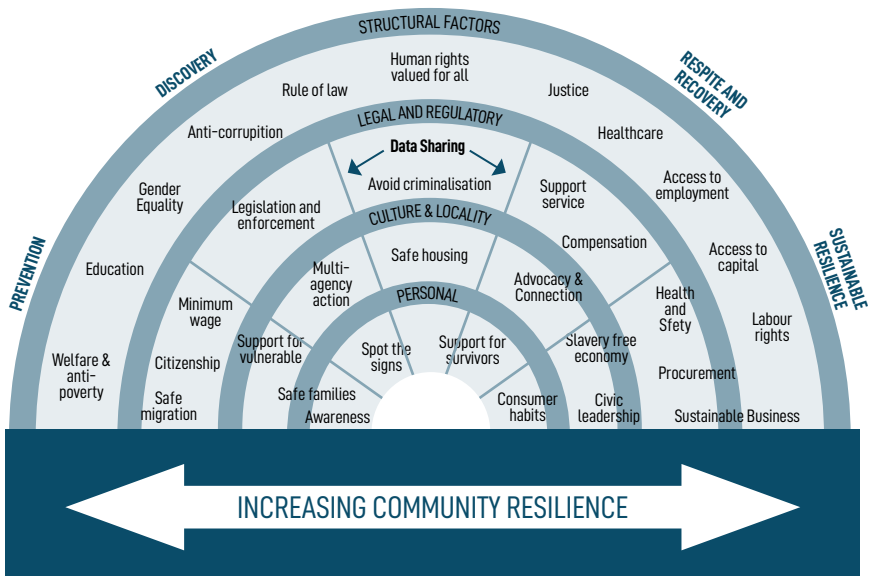 STRUCTURAL FACTORS
DISCOVERY
RESPITE AND
RECOVERY
PREVENTION
SUSTAINABLE
RESILIENCE
Human rights
valued for all
Rule of law
Justice
Anti-corrupition
Healthcare
Gender
Equality
Access to
employment
Education
Access to
capital
Welfare &
anti-
poverty
Labour
rights
LEGAL AND REGULATORY
Data Sharing
Avoid criminalisation
Legislation and
enforcement
Support
service
Compensation
Minimum
wage
Health
and
Sfety
Citizenship
Procurement
Safe
migration
Sustainable Business
CULTURE & LOCALITY
Safe housing
Multi-
agency
action
Advocacy &
Connection
Support for
vulnerable
Slavery free
economy
Safe families
Civic
leadership
PERSONAL
Spot the
signs
Support for
survivors
Awareness
Consumer
habits
INCREASING COMMUNITY RESILIENCE